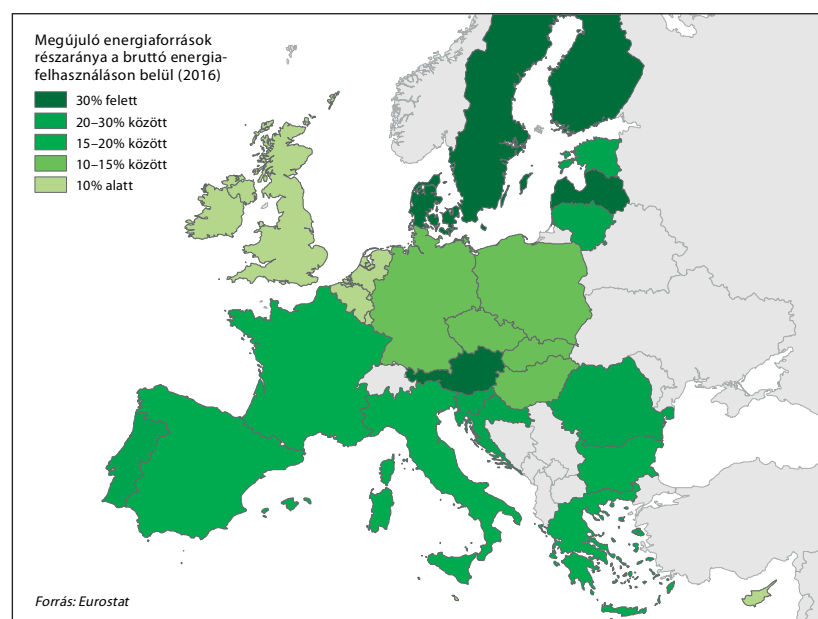 Megújuló energiaforrások
részaránya a bruttó energia-
felhasználáson belül (2016)
30% felett
20–30% között
15–20% között
10–15% között
10% alatt
Forrás: Eurostat